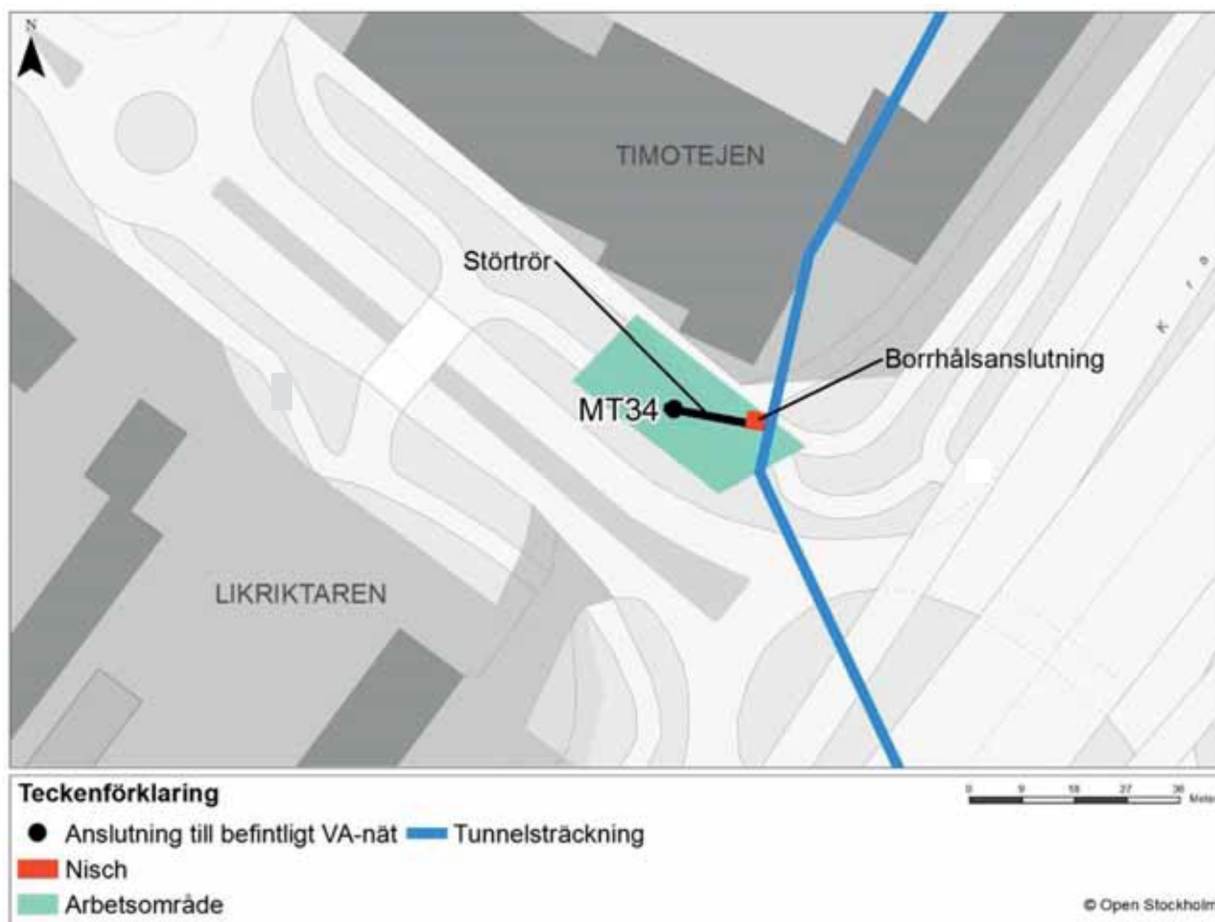 N
TIMOTEJEN
Störtrör
K r a
Borrhålsanslutning
MT34
LIKRIKTAREN
Teckenförklaring
0 9 18 27 36
Meter
Anslutning till befintligt VA-nät
Tunnelsträckning
Nisch
Arbetsområde
© Open Stockholm